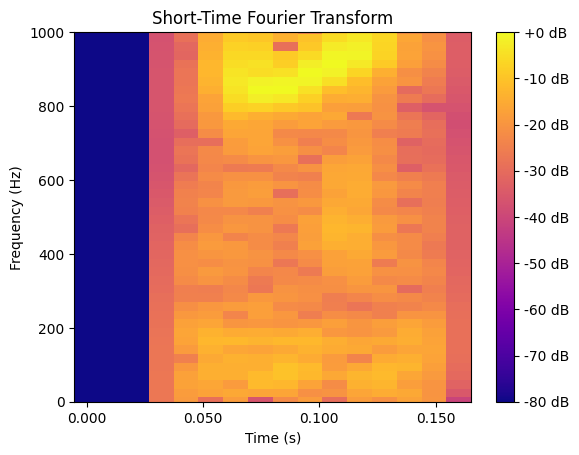 Short-Time Fourier Transform
1000
800
600
400
200
0
Frequency (Hz)
0.000
0.050
0.100
0.150
Time (s)
+0 dB
-10 dB
-20 dB
-30 dB
-40 dB
-50 dB
-60 dB
-70 dB
-80 dB